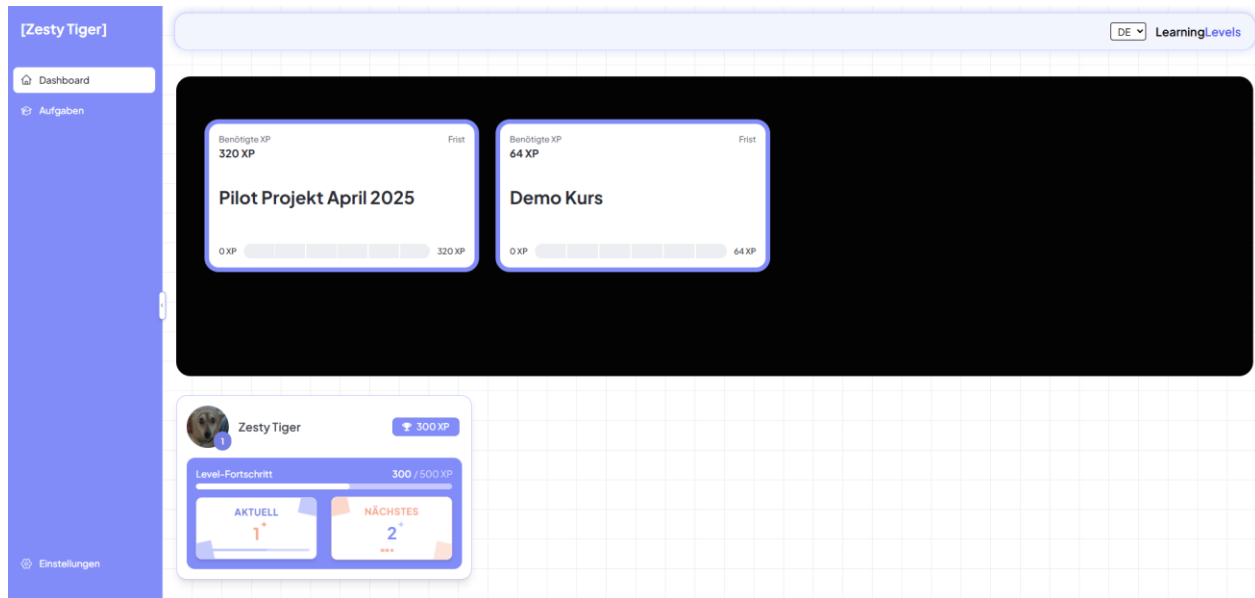 [Zesty Tiger]
Dashboard
Aufgaben
Einstellungen
DE
LearningLevels
Benötigte XP
Frist
320 XP
Pilot Projekt April 2025
0 XP
320 XP
Benötigte XP
Frist
64 XP
Demo Kurs
0 XP
64 XP
1
Zesty Tiger
300 XP
Level-Fortschritt
300 / 500 XP
AKTUELL
1+
NÄCHSTES
2+